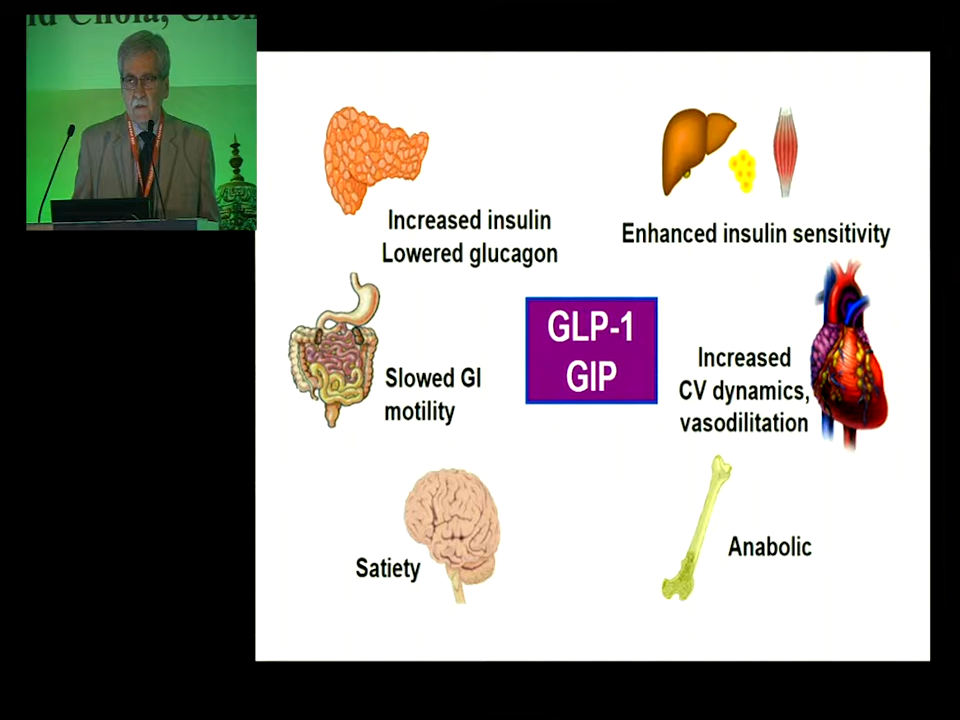 Chola,
Increased insulin
Lowered glucagon
Enhanced insulin sensitivity
GLP-1
GIP
Slowed GI
motility
Increased
CV dynamics,
vasodilitation
Satiety
Anabolic